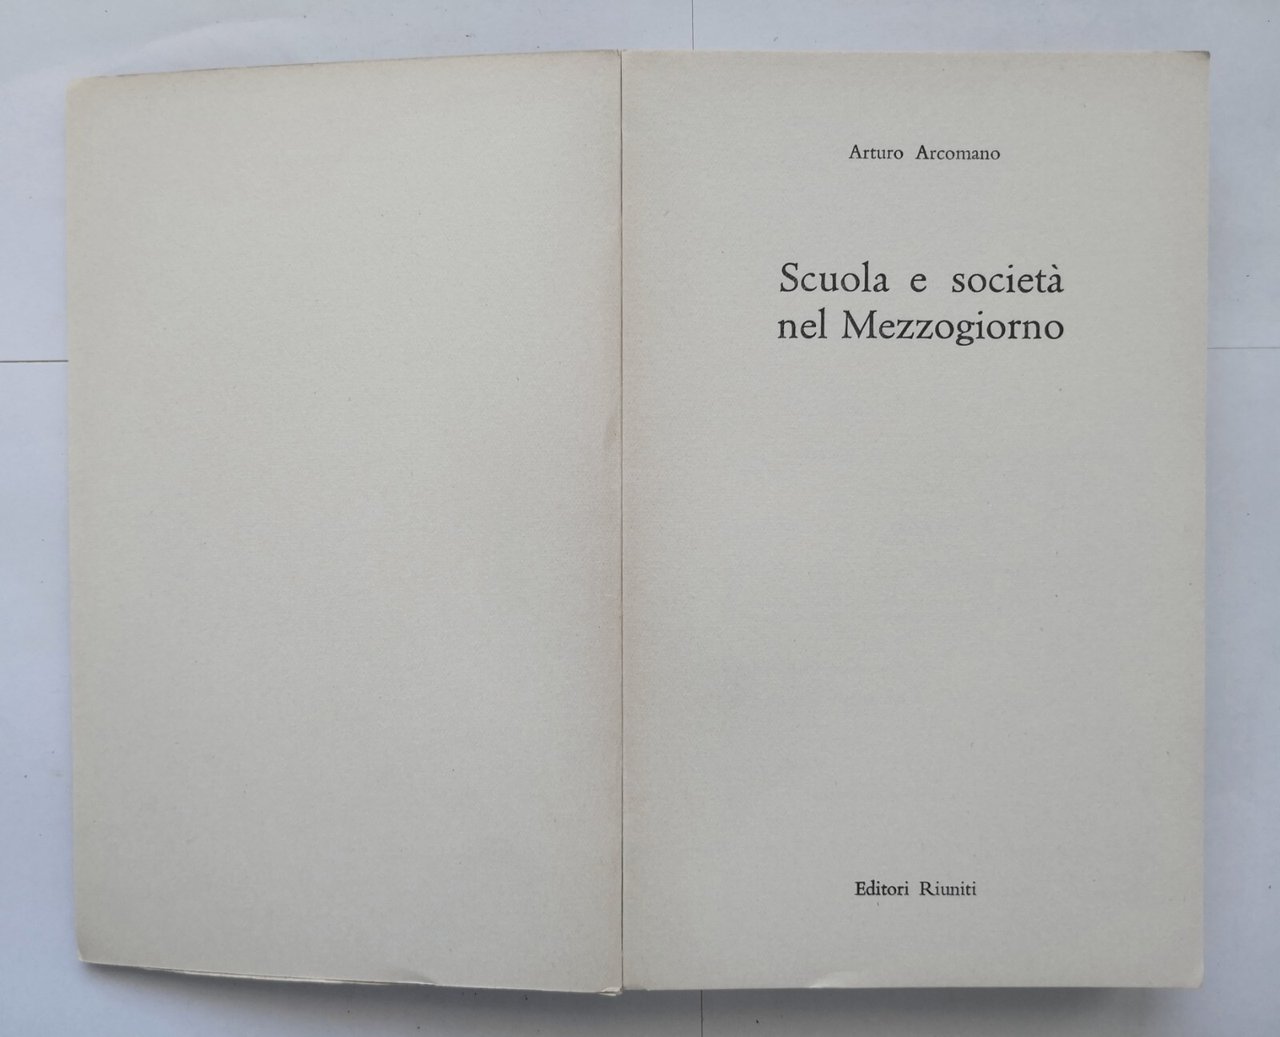 Arturo Arcomano
Scuola e società
nel Mezzogiorno
Editori Riuniti